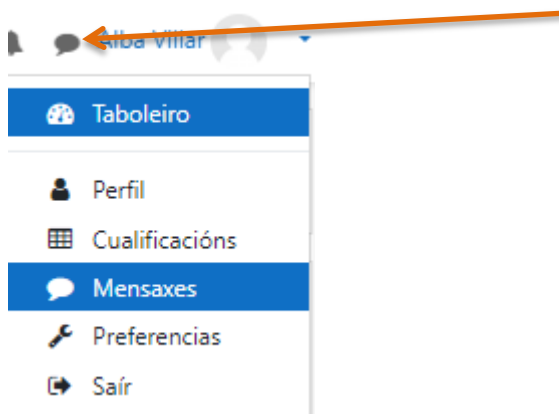 Alba Villar
Taboleiro
Perfil
Cualificacións
Mensaxes
Preferencias
Saír